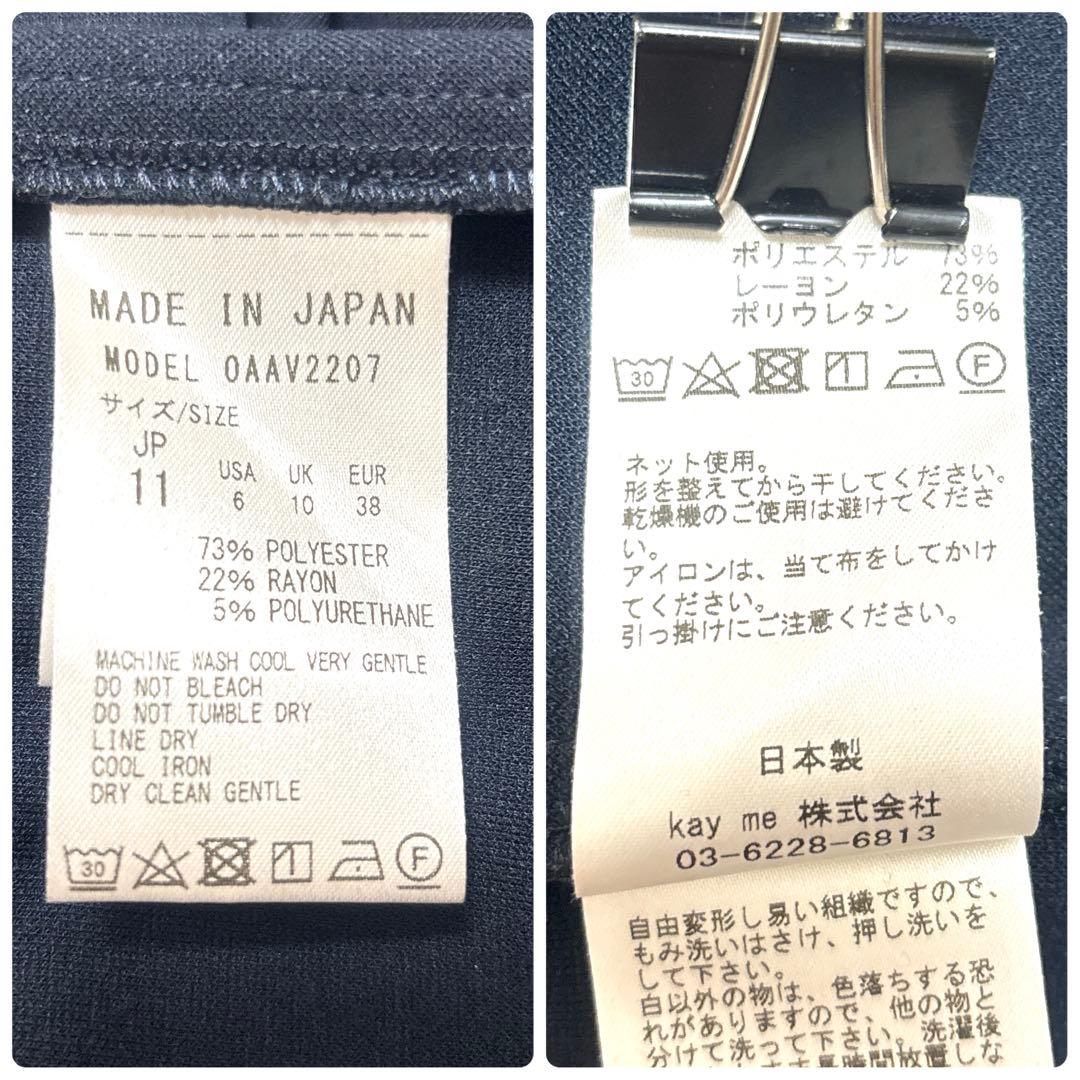 MADE IN JAPAN
MODEL 0AAV2207
サイズ/SIZE
JP
11
USA UK EUR
6 10 38
73% POLYESTER
22% RAYON
5% POLYURETHANE
MACHINE WASH COOL VERY GENTLE
DO NOT BLEACH
DO NOT TUMBLE DRY
LINE DRY
COOL IRON
DRY CLEAN GENTLE
30 F
ポリエステル 73%
レーヨン 22%
ポリウレタン 5%
30 F
ネット使用。
形を整えてから干してください。
乾燥機のご使用は避けてくださ
い。
アイロンは、当て布をしてかけ
てください。
引っ掛けにご注意ください。
日本製
kay me 株式会社
03-6228-6813
自由変形し易い組織ですので、
もみ洗いはさけ、押し洗いを
して下さい。
白以外の物は、色落ちする恐
れがありますので、他の物と
分けて洗って下さい。洗濯後
長時間放置しな